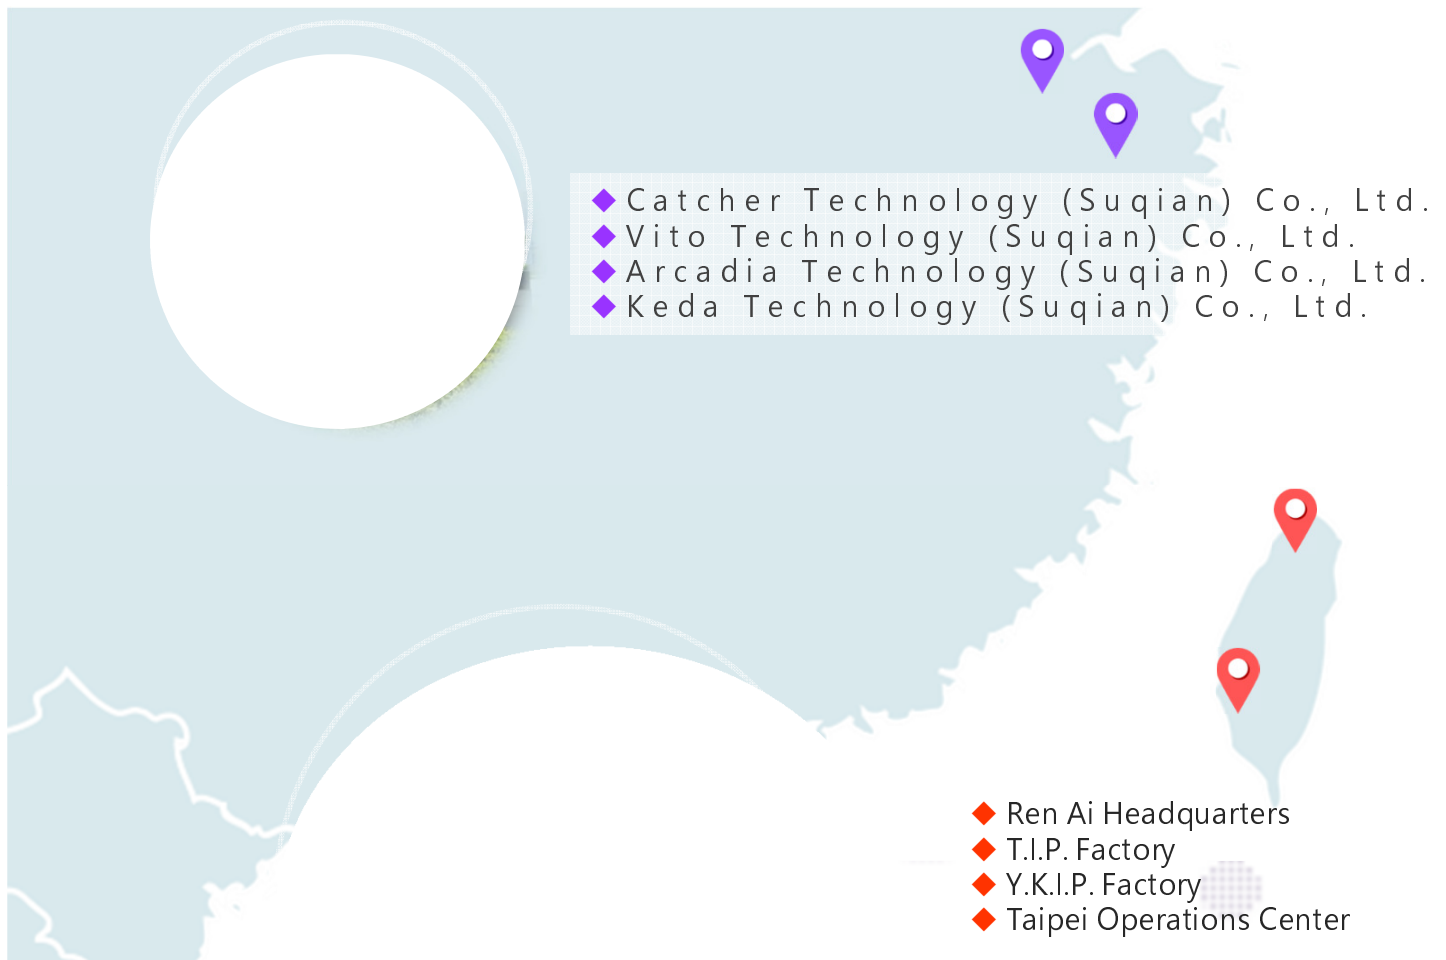 Catcher Technology (Suqian) Co., Ltd.
Vito Technology (Suqian) Co., Ltd.
Arcadia Technology (Suqian) Co., Ltd.
Keda Technology (Suqian) Co., Ltd.
Ren Ai Headquarters
T.I.P. Factory
Y.K.I.P. Factory
Taipei Operations Center